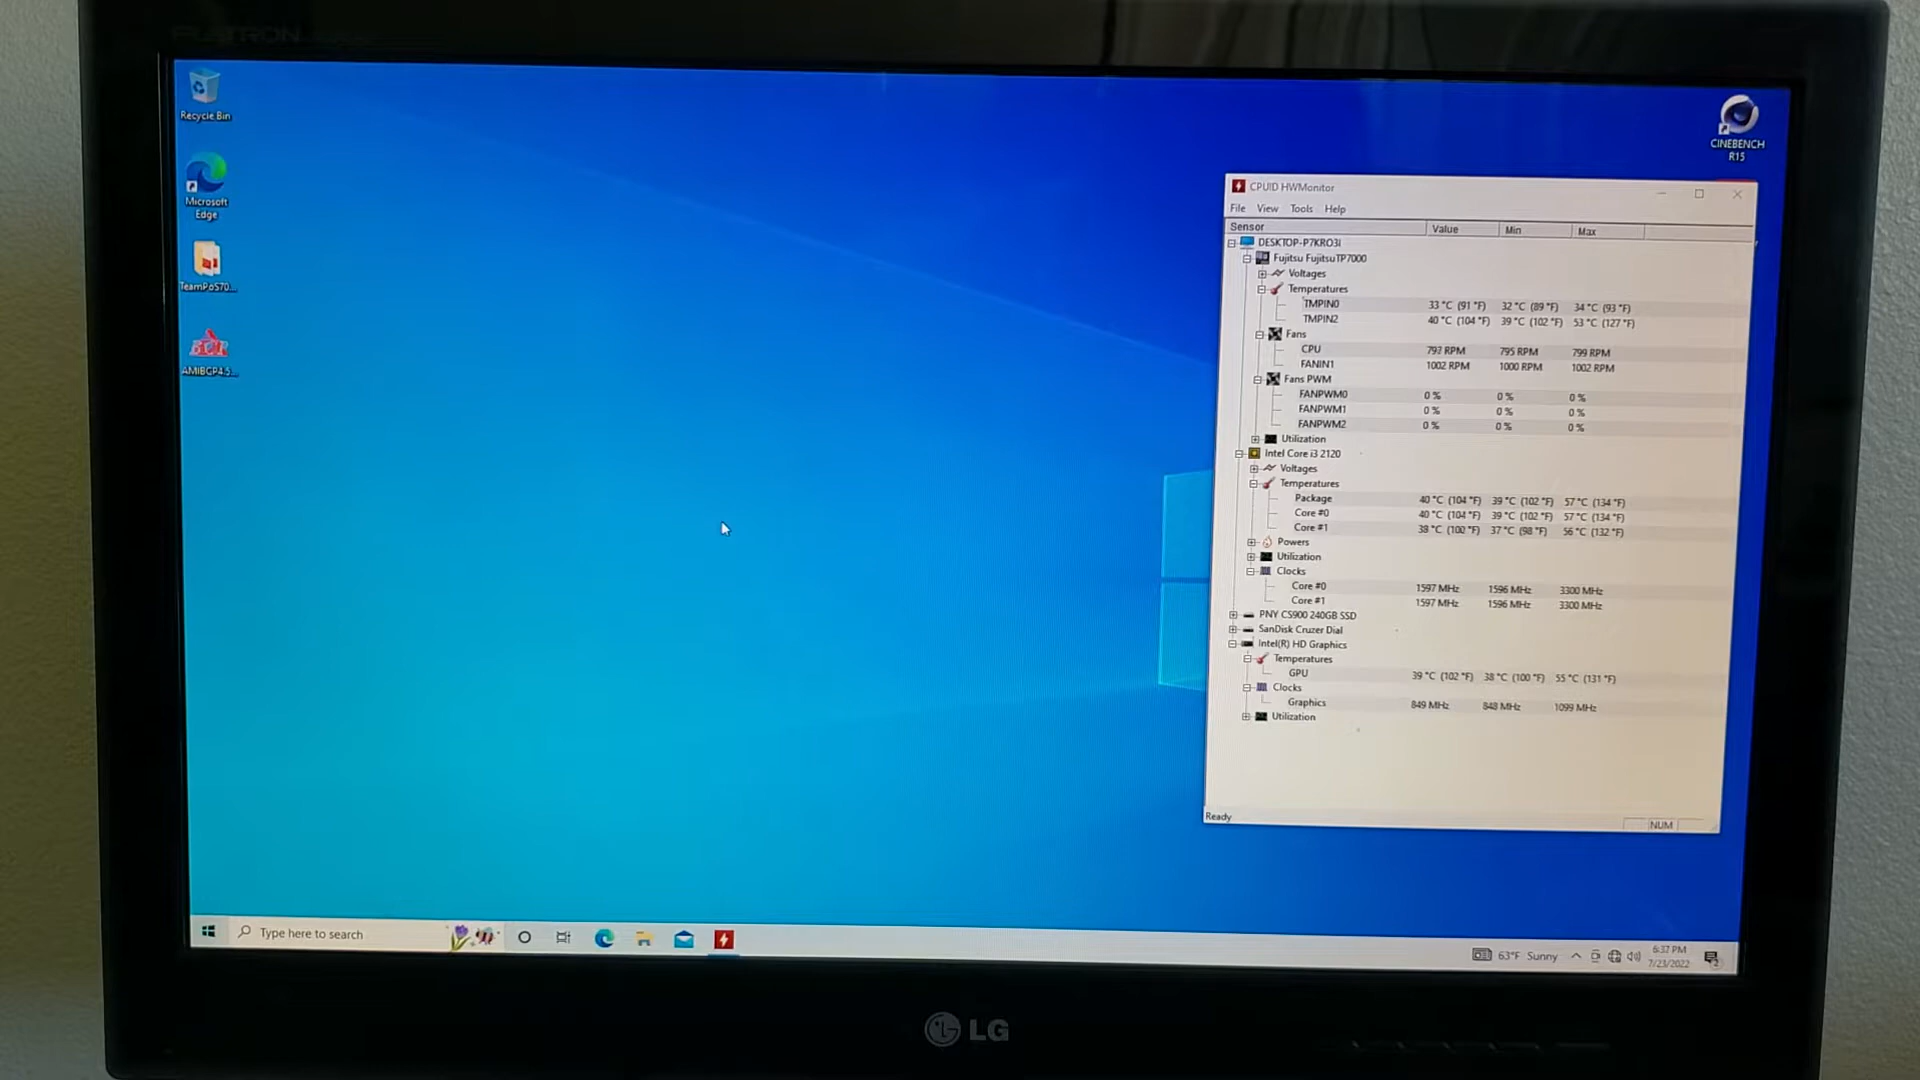 FLATRON
Recycle Bin
Microsoft
Edge
TeamPoS70...
AMIBCP4.5...
CINEBENCH
R15
CPUID HWMonitor
File View Tools Help
Sensor Value Min Max
DESKTOP-P7KRO3I
Fujitsu FujitsuTP7000
Voltages
Temperatures
TMPIN0 33 °C (91 °F) 32 °C (89 °F) 34 °C (93 °F)
TMPIN2 40 °C (104 °F) 39 °C (102 °F) 53 °C (127 °F)
Fans
CPU 797 RPM 795 RPM 799 RPM
FANIN1 1002 RPM 1000 RPM 1002 RPM
Fans PWM
FANPWM0 0 % 0 % 0 %
FANPWM1 0 % 0 % 0 %
FANPWM2 0 % 0 % 0 %
Utilization
Intel Core i3 2120
Voltages
Temperatures
Package 40 °C (104 °F) 39 °C (102 °F) 57 °C (134 °F)
Core #0 40 °C (104 °F) 39 °C (102 °F) 57 °C (134 °F)
Core #1 38 °C (100 °F) 37 °C (98 °F) 56 °C (132 °F)
Powers
Utilization
Clocks
Core #0 1597 MHz 1596 MHz 3300 MHz
Core #1 1597 MHz 1596 MHz 3300 MHz
PNY CS900 240GB SSD
SanDisk Cruzer Dial
Intel(R) HD Graphics
Temperatures
GPU 39 °C (102 °F) 38 °C (100 °F) 55 °C (131 °F)
Clocks
Graphics 849 MHz 848 MHz 1099 MHz
Utilization
Ready NUM
Type here to search
63°F Sunny
6:37 PM
7/23/2022
LG